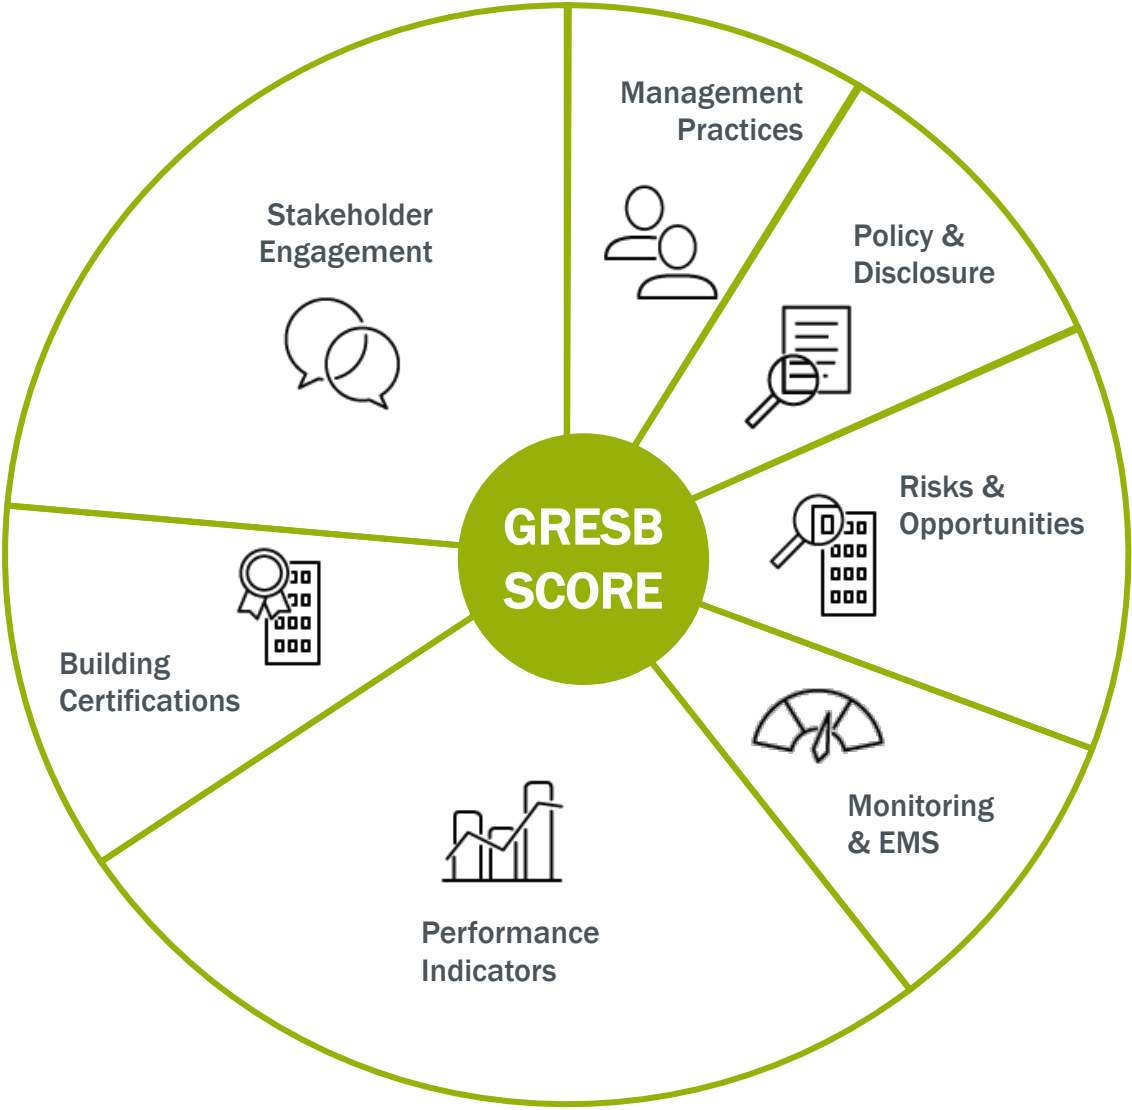 Management
Practices
Stakeholder
Engagement
Policy &
Disclosure
Risks &
Opportunities
GRESB
SCORE
Building
Certifications
Monitoring
& EMS
Performance
Indicators